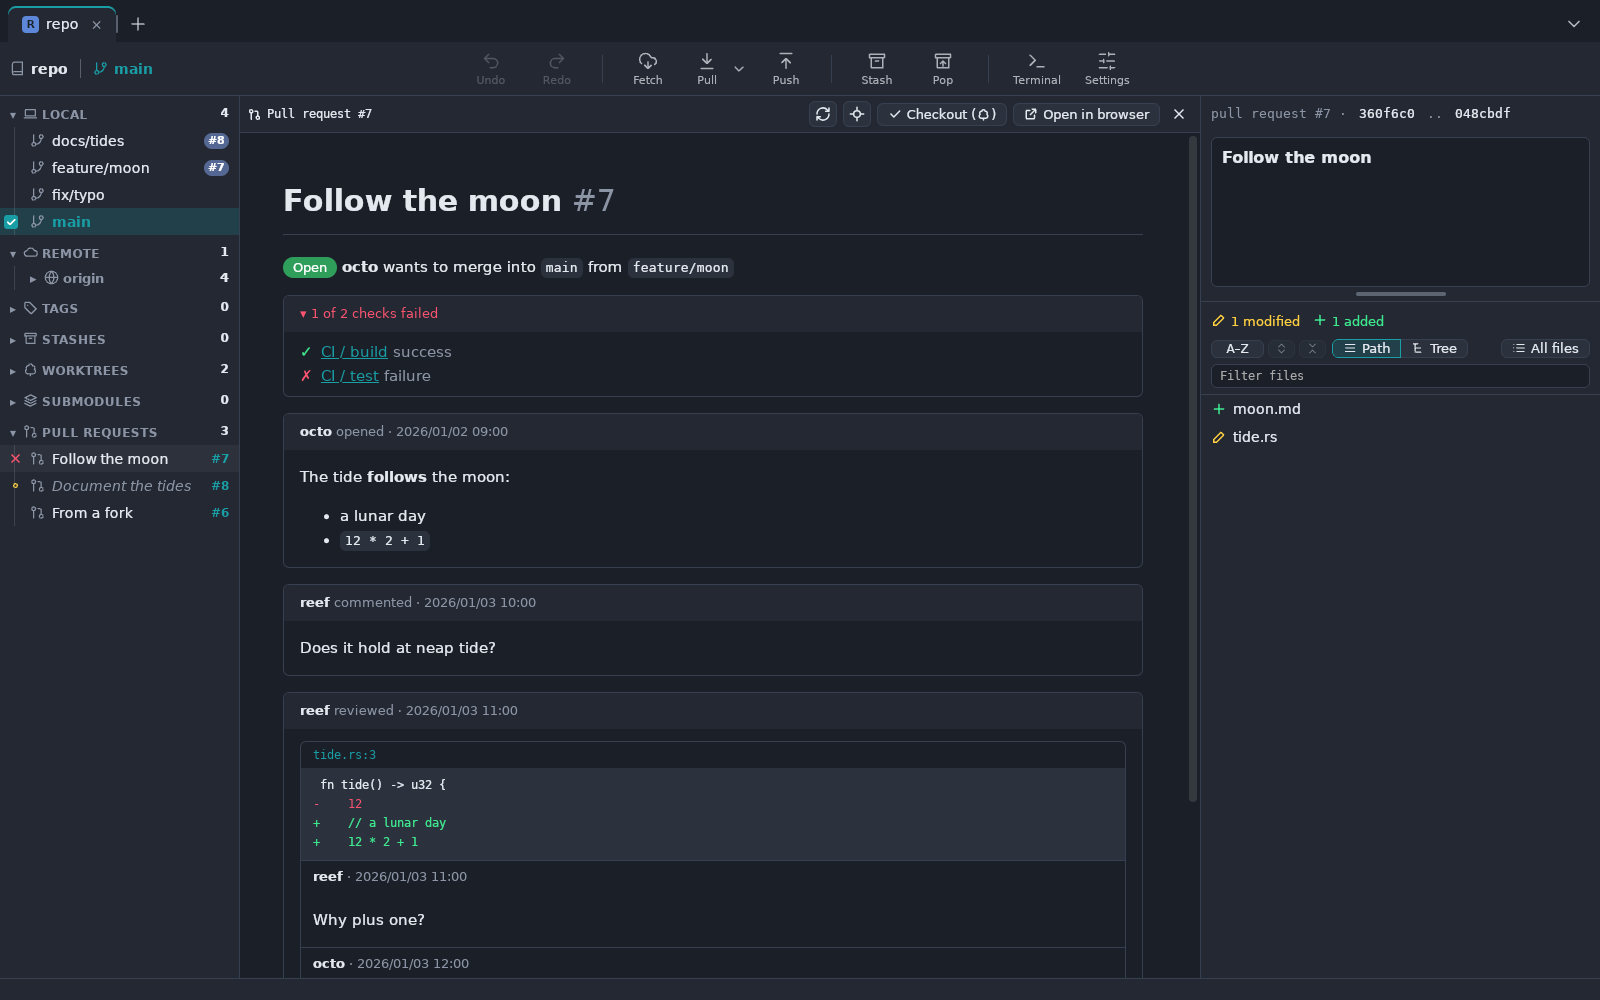 R repo
repo main
Undo Redo Fetch Pull Push Stash Pop Terminal Settings
LOCAL 4
docs/tides #8
feature/moon #7
fix/typo
main
REMOTE 1
origin 4
TAGS 0
STASHES 0
WORKTREES 2
SUBMODULES 0
PULL REQUESTS 3
Follow the moon #7
Document the tides #8
From a fork #6
Pull request #7 Checkout ( ) Open in browser
Follow the moon #7
Open octo wants to merge into main from feature/moon
1 of 2 checks failed
✓ CI / build success
✗ CI / test failure
octo opened · 2026/01/02 09:00
The tide follows the moon:
• a lunar day
• 12 * 2 + 1
reef commented · 2026/01/03 10:00
Does it hold at neap tide?
reef reviewed · 2026/01/03 11:00
tide.rs:3
fn tide() -> u32 {
- 12
+ // a lunar day
+ 12 * 2 + 1
reef · 2026/01/03 11:00
Why plus one?
octo · 2026/01/03 12:00
pull request #7 · 360f6c0 .. 048cbdf
Follow the moon
1 modified + 1 added
A–Z Path Tree All files
Filter files
+ moon.md
tide.rs